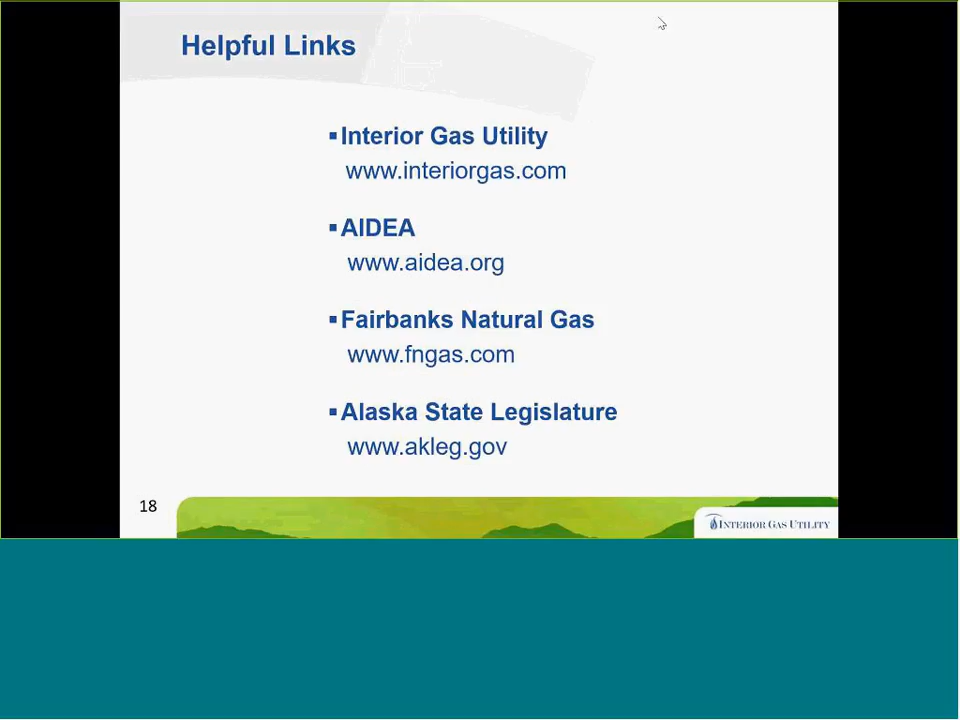 Helpful Links
▪Interior Gas Utility
www.interiorgas.com
▪AIDEA
www.aidea.org
▪Fairbanks Natural Gas
www.fngas.com
▪Alaska State Legislature
www.akleg.gov
18
INTERIOR GAS UTILITY